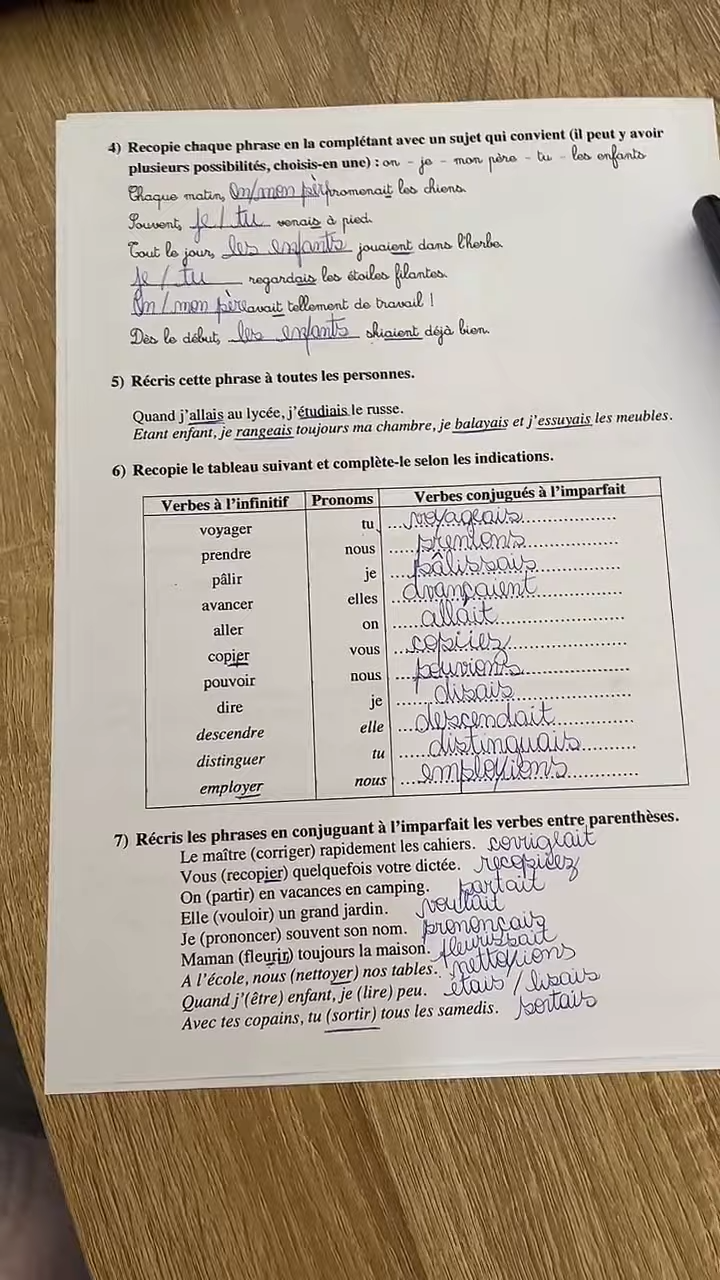 4) Recopie chaque phrase en la complétant avec un sujet qui convient (il peut y avoir
plusieurs possibilités, choisis-en une) : on - je - mon père - tu - les enfants
Chaque matin, On/mon père promenait les chiens.
Souvent, je / tu venais à pied.
Tout le jour, les enfants jouaient dans l'herbe.
je / tu regardais les étoiles filantes.
On / mon père avait tellement de travail !
Dès le début, les enfants skiaient déjà bien.
5) Récris cette phrase à toutes les personnes.
Quand j'allais au lycée, j'étudiais le russe.
Etant enfant, je rangeais toujours ma chambre, je balayais et j'essuyais les meubles.
6) Recopie le tableau suivant et complète-le selon les indications.
Verbes à l'infinitif Pronoms Verbes conjugués à l'imparfait
voyager tu voyageais
prendre nous prenions
pâlir je pâlissais
avancer elles avançaient
aller on allait
copier vous copiiez
pouvoir nous pouvions
dire je disais
descendre elle descendait
distinguer tu distinguais
employer nous employions
7) Récris les phrases en conjuguant à l'imparfait les verbes entre parenthèses.
Le maître (corriger) rapidement les cahiers. corrigeait
Vous (recopier) quelquefois votre dictée. recopiiez
On (partir) en vacances en camping. partait
Elle (vouloir) un grand jardin. voulait
Je (prononcer) souvent son nom. prononçais
Maman (fleurir) toujours la maison. fleurissait
A l'école, nous (nettoyer) nos tables. nettoyions
Quand j'(être) enfant, je (lire) peu. étais / lisais
Avec tes copains, tu (sortir) tous les samedis. sortais